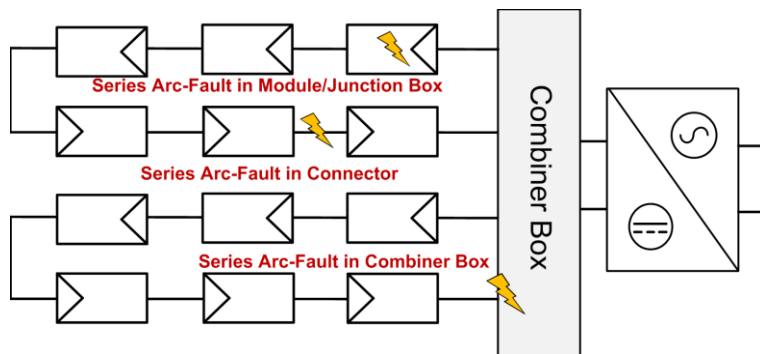 Series Arc-Fault in Module/Junction Box
Series Arc-Fault in Connector
Series Arc-Fault in Combiner Box
Combiner Box